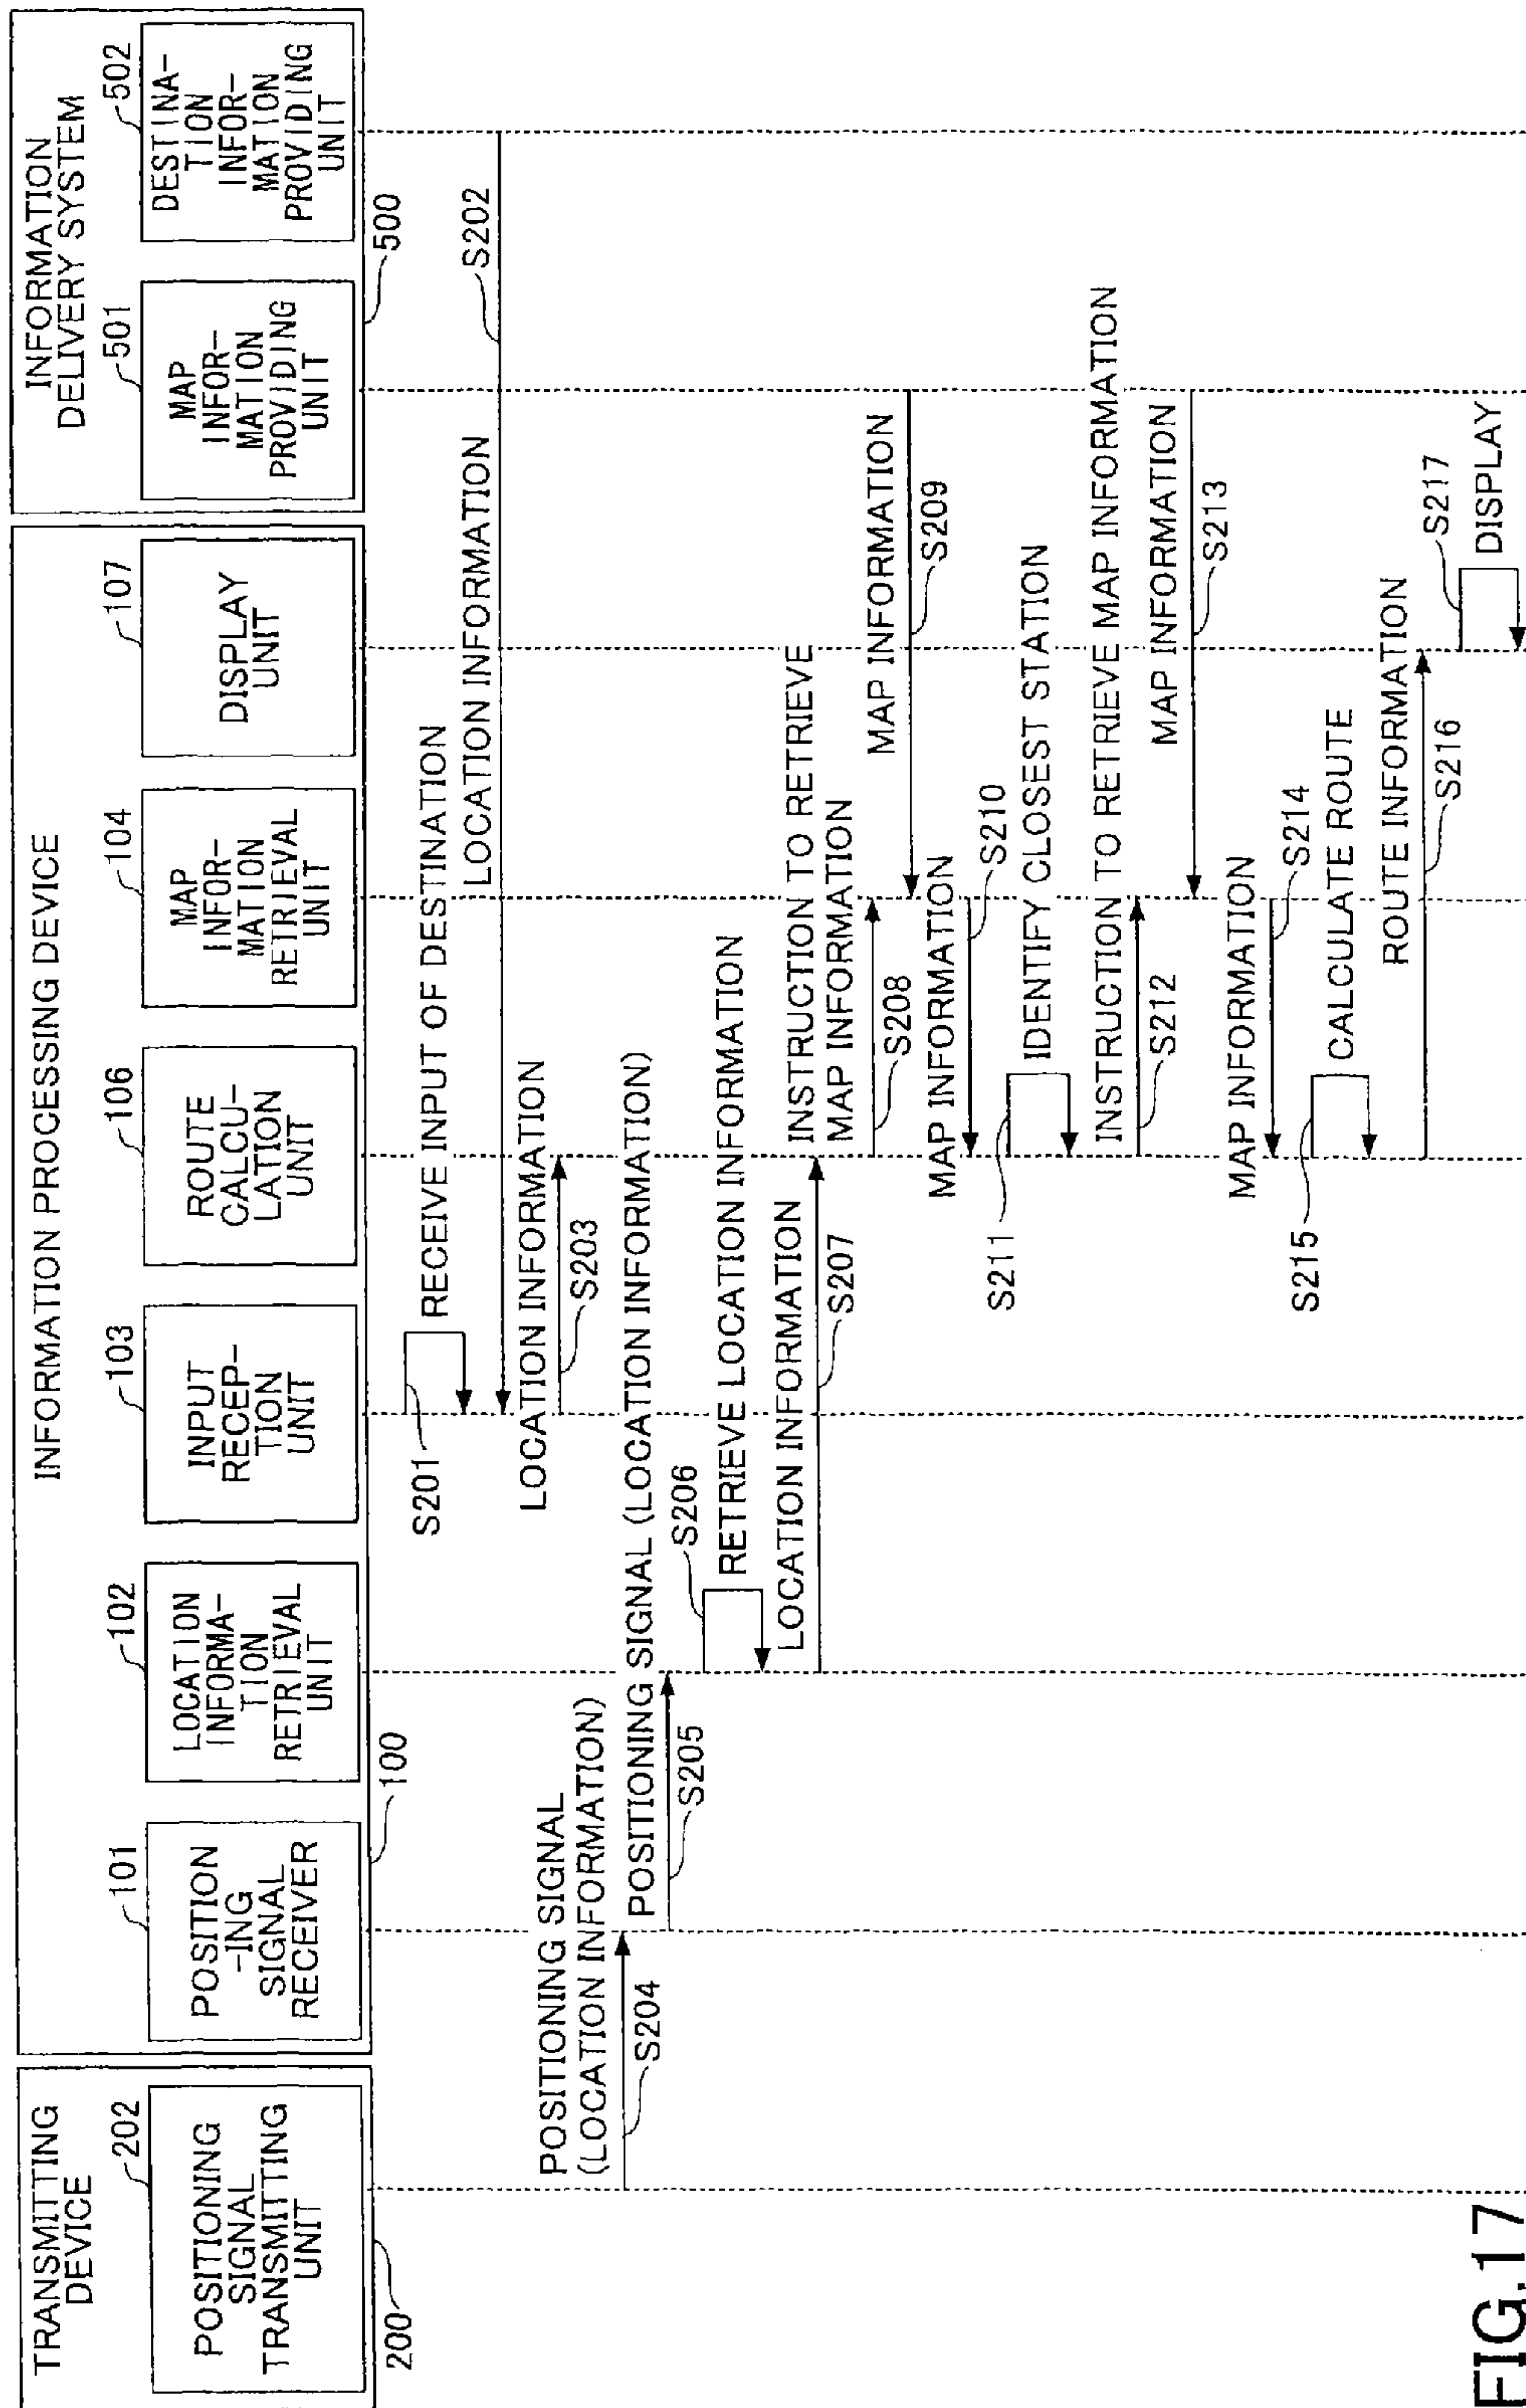 TRANSMITTING
DEVICE
202
POSITIONING
SIGNAL
TRANSMITTING
UNIT
200
INFORMATION PROCESSING DEVICE
101
POSITION
-ING
SIGNAL
RECEIVER
100
102
LOCATION
INFORMA-
TION
RETRIEVAL
UNIT
103
INPUT
RECEP-
TION
UNIT
106
ROUTE
CALCU-
LATION
UNIT
104
MAP
INFOR-
MATION
RETRIEVAL
UNIT
107
DISPLAY
UNIT
INFORMATION
DELIVERY SYSTEM
501
MAP
INFOR-
MATION
PROVIDING
UNIT
502
DESTINA-
TION
INFOR-
MATION
PROVIDING
UNIT
500
S201
RECEIVE INPUT OF DESTINATION
LOCATION INFORMATION
S202
LOCATION INFORMATION
S203
POSITIONING SIGNAL
(LOCATION INFORMATION)
S204
POSITIONING SIGNAL (LOCATION INFORMATION)
S205
S206
RETRIEVE LOCATION INFORMATION
LOCATION INFORMATION
S207
INSTRUCTION TO RETRIEVE
MAP INFORMATION
S208
MAP INFORMATION
S209
MAP INFORMATION
S210
S211
IDENTIFY CLOSEST STATION
INSTRUCTION TO RETRIEVE MAP INFORMATION
S212
MAP INFORMATION
S213
MAP INFORMATION
S214
S215
CALCULATE ROUTE
ROUTE INFORMATION
S216
S217
DISPLAY
FIG.17